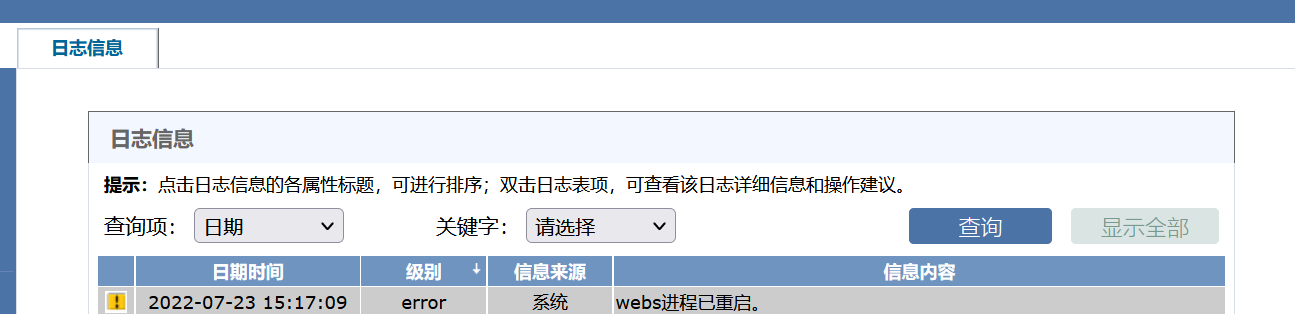 日志信息
日志信息
提示：点击日志信息的各属性标题，可进行排序；双击日志表项，可查看该日志详细信息和操作建议。
查询项： 日期 关键字： 请选择 查询 显示全部
日期时间 级别 信息来源 信息内容
2022-07-23 15:17:09 error 系统 webs进程已重启。